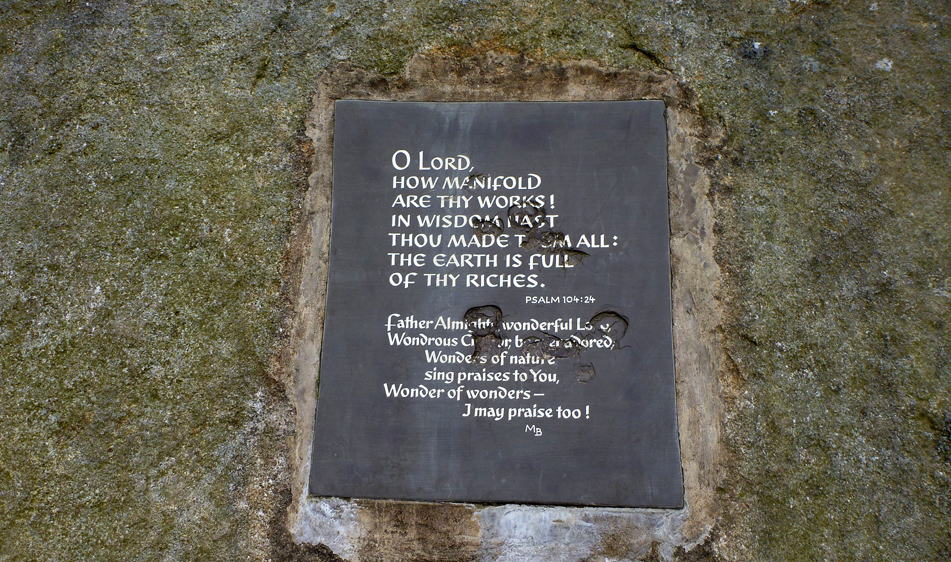 O LORD,
HOW MANIFOLD
ARE THY WORKS!
IN WISDOM HAST
THOU MADE ALL:
THE EARTH IS FULL
OF THY RICHES.
PSALM 104:24
Father Almighty wonderful
Wondrous
Wonders of nature
sing praises to You,
Wonder of wonders —
I may praise too!
MB